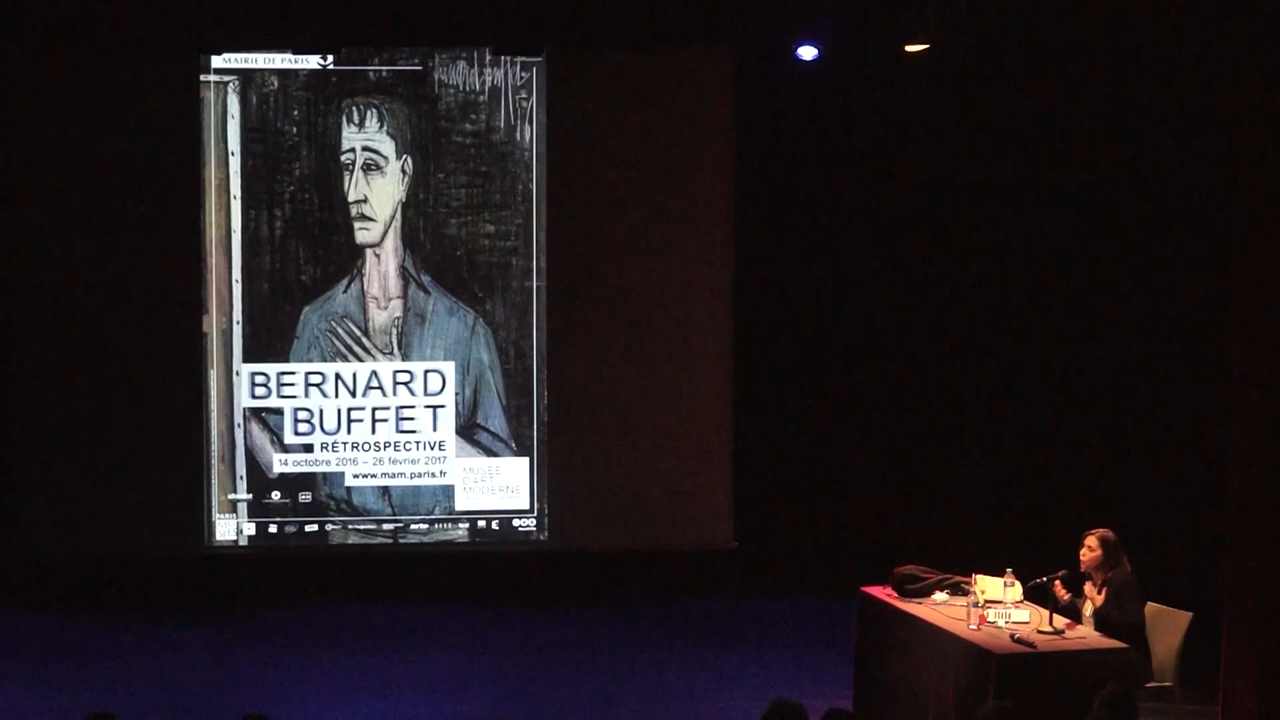 MAIRIE DE PARIS
BERNARD
BUFFET
RÉTROSPECTIVE
14 octobre 2016 – 26 février 2017
www.mam.paris.fr
MUSÉE
D'ART
MODERNE
PARIS